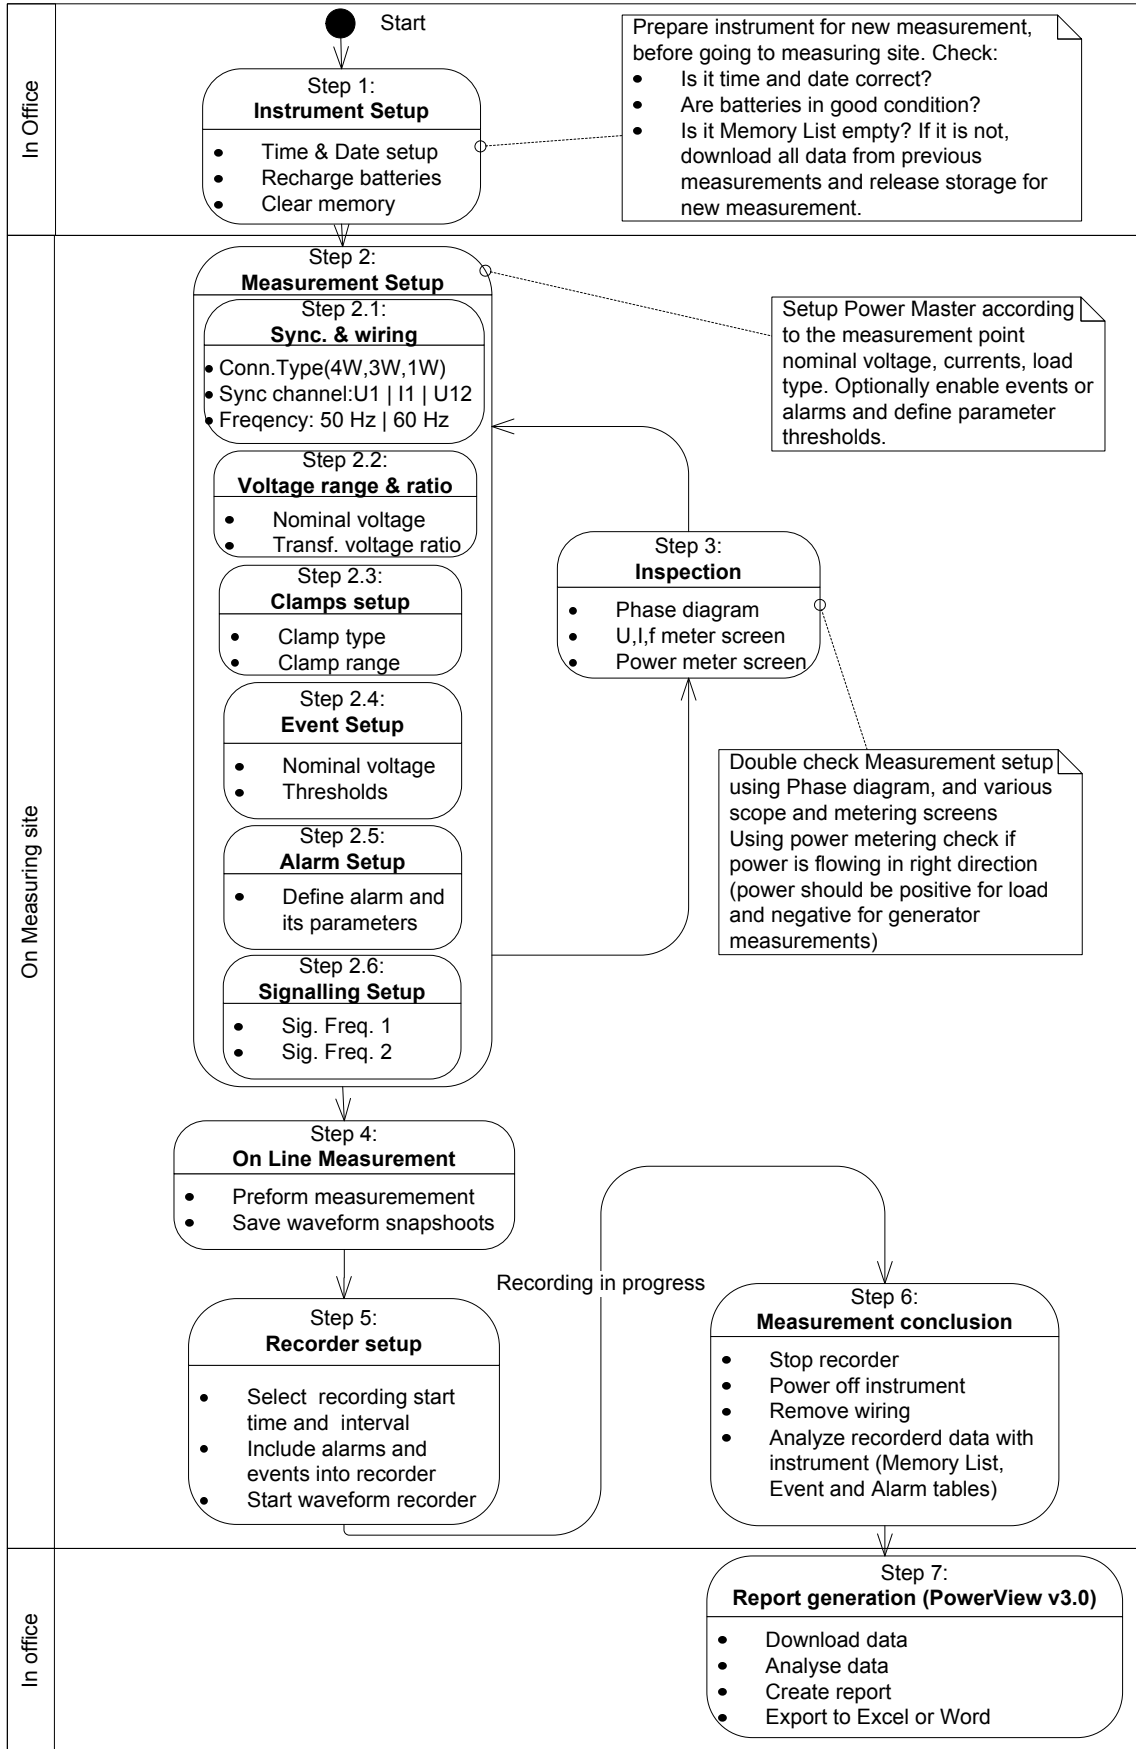 In Office
Start
Prepare instrument for new measurement,
before going to measuring site. Check:
• Is it time and date correct?
• Are batteries in good condition?
• Is it Memory List empty? If it is not,
download all data from previous
measurements and release storage for
new measurement.
Step 1:
Instrument Setup
• Time & Date setup
• Recharge batteries
• Clear memory
On Measuring site
Step 2:
Measurement Setup
Setup Power Master according
to the measurement point
nominal voltage, currents, load
type. Optionally enable events or
alarms and define parameter
thresholds.
Step 2.1:
Sync. & wiring
• Conn.Type(4W,3W,1W)
• Sync channel:U1 | I1 | U12
• Freqency: 50 Hz | 60 Hz
Step 2.2:
Voltage range & ratio
• Nominal voltage
• Transf. voltage ratio
Step 2.3:
Clamps setup
• Clamp type
• Clamp range
Step 2.4:
Event Setup
• Nominal voltage
• Thresholds
Step 2.5:
Alarm Setup
• Define alarm and
its parameters
Step 2.6:
Signalling Setup
• Sig. Freq. 1
• Sig. Freq. 2
Step 3:
Inspection
• Phase diagram
• U,I,f meter screen
• Power meter screen
Double check Measurement setup
using Phase diagram, and various
scope and metering screens
Using power metering check if
power is flowing in right direction
(power should be positive for load
and negative for generator
measurements)
Step 4:
On Line Measurement
• Preform measuremement
• Save waveform snapshoots
Step 5:
Recorder setup
• Select recording start
time and interval
• Include alarms and
events into recorder
• Start waveform recorder
Recording in progress
Step 6:
Measurement conclusion
• Stop recorder
• Power off instrument
• Remove wiring
• Analyze recorderd data with
instrument (Memory List,
Event and Alarm tables)
In office
Step 7:
Report generation (PowerView v3.0)
• Download data
• Analyse data
• Create report
• Export to Excel or Word